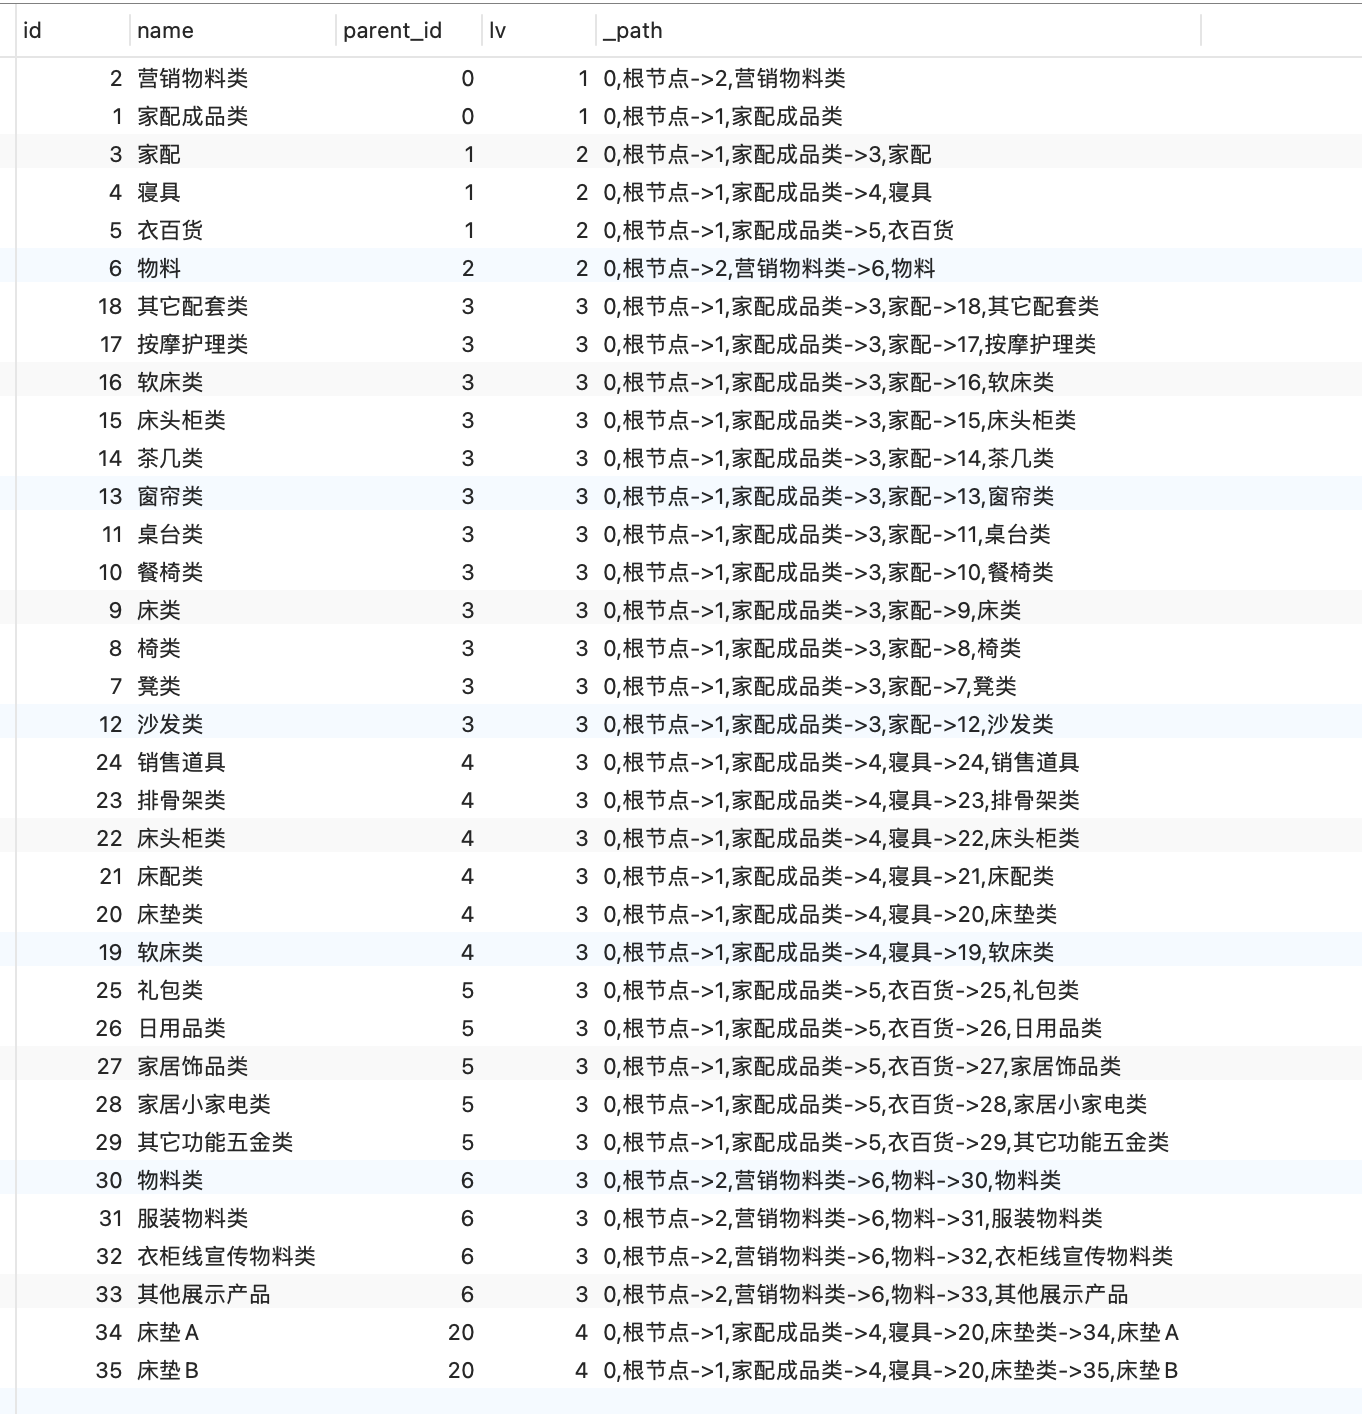 id name parent_id lv _path
2 营销物料类 0 1 0,根节点->2,营销物料类
1 家配成品类 0 1 0,根节点->1,家配成品类
3 家配 1 2 0,根节点->1,家配成品类->3,家配
4 寝具 1 2 0,根节点->1,家配成品类->4,寝具
5 衣百货 1 2 0,根节点->1,家配成品类->5,衣百货
6 物料 2 2 0,根节点->2,营销物料类->6,物料
18 其它配套类 3 3 0,根节点->1,家配成品类->3,家配->18,其它配套类
17 按摩护理类 3 3 0,根节点->1,家配成品类->3,家配->17,按摩护理类
16 软床类 3 3 0,根节点->1,家配成品类->3,家配->16,软床类
15 床头柜类 3 3 0,根节点->1,家配成品类->3,家配->15,床头柜类
14 茶几类 3 3 0,根节点->1,家配成品类->3,家配->14,茶几类
13 窗帘类 3 3 0,根节点->1,家配成品类->3,家配->13,窗帘类
11 桌台类 3 3 0,根节点->1,家配成品类->3,家配->11,桌台类
10 餐椅类 3 3 0,根节点->1,家配成品类->3,家配->10,餐椅类
9 床类 3 3 0,根节点->1,家配成品类->3,家配->9,床类
8 椅类 3 3 0,根节点->1,家配成品类->3,家配->8,椅类
7 凳类 3 3 0,根节点->1,家配成品类->3,家配->7,凳类
12 沙发类 3 3 0,根节点->1,家配成品类->3,家配->12,沙发类
24 销售道具 4 3 0,根节点->1,家配成品类->4,寝具->24,销售道具
23 排骨架类 4 3 0,根节点->1,家配成品类->4,寝具->23,排骨架类
22 床头柜类 4 3 0,根节点->1,家配成品类->4,寝具->22,床头柜类
21 床配类 4 3 0,根节点->1,家配成品类->4,寝具->21,床配类
20 床垫类 4 3 0,根节点->1,家配成品类->4,寝具->20,床垫类
19 软床类 4 3 0,根节点->1,家配成品类->4,寝具->19,软床类
25 礼包类 5 3 0,根节点->1,家配成品类->5,衣百货->25,礼包类
26 日用品类 5 3 0,根节点->1,家配成品类->5,衣百货->26,日用品类
27 家居饰品类 5 3 0,根节点->1,家配成品类->5,衣百货->27,家居饰品类
28 家居小家电类 5 3 0,根节点->1,家配成品类->5,衣百货->28,家居小家电类
29 其它功能五金类 5 3 0,根节点->1,家配成品类->5,衣百货->29,其它功能五金类
30 物料类 6 3 0,根节点->2,营销物料类->6,物料->30,物料类
31 服装物料类 6 3 0,根节点->2,营销物料类->6,物料->31,服装物料类
32 衣柜线宣传物料类 6 3 0,根节点->2,营销物料类->6,物料->32,衣柜线宣传物料类
33 其他展示产品 6 3 0,根节点->2,营销物料类->6,物料->33,其他展示产品
34 床垫A 20 4 0,根节点->1,家配成品类->4,寝具->20,床垫类->34,床垫A
35 床垫B 20 4 0,根节点->1,家配成品类->4,寝具->20,床垫类->35,床垫B